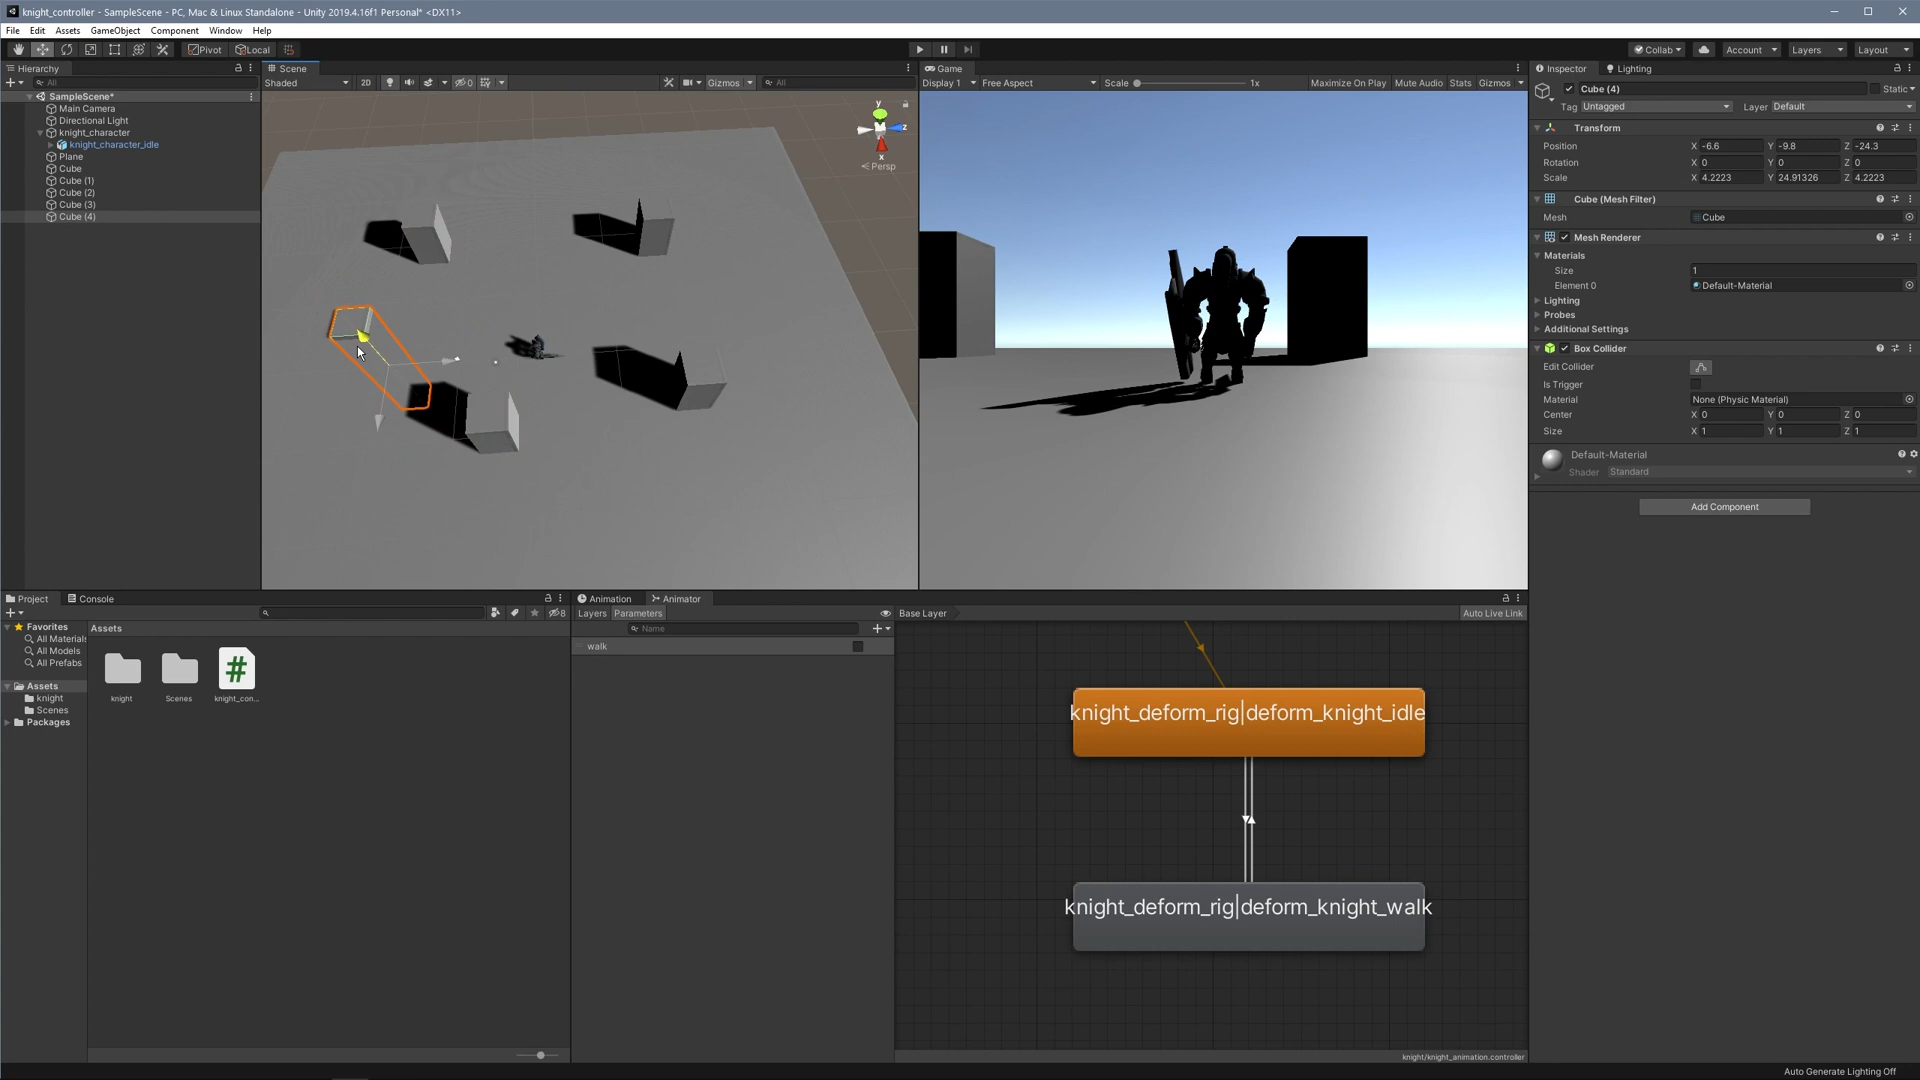 knight_controller - SampleScene - PC, Mac & Linux Standalone - Unity 2019.4.16f1 Personal* <DX11>
File Edit Assets GameObject Component Window Help
Pivot Local Collab Account Layers Layout
Hierarchy
All
SampleScene*
Main Camera
Directional Light
knight_character
knight_character_idle
Plane
Cube
Cube (1)
Cube (2)
Cube (3)
Cube (4)
Scene
Shaded 2D 0 Gizmos All
y
z
x
Persp
Game
Display 1 Free Aspect Scale 1x Maximize On Play Mute Audio Stats Gizmos
Inspector Lighting
Cube (4) Static
Tag Untagged Layer Default
Transform
Position X -6.6 Y -9.8 Z -24.3
Rotation X 0 Y 0 Z 0
Scale X 4.2223 Y 24.91326 Z 4.2223
Cube (Mesh Filter)
Mesh Cube
Mesh Renderer
Materials
Size 1
Element 0 Default-Material
Lighting
Probes
Additional Settings
Box Collider
Edit Collider
Is Trigger
Material None (Physic Material)
Center X 0 Y 0 Z 0
Size X 1 Y 1 Z 1
Default-Material
Shader Standard
Add Component
Project Console
8
Favorites
All Materials
All Models
All Prefabs
Assets
knight
Scenes
Packages
Assets
#
knight Scenes knight_con...
Animation Animator
Layers Parameters
Name
walk
Base Layer Auto Live Link
knight_deform_rig|deform_knight_idle
knight_deform_rig|deform_knight_walk
knight/knight_animation.controller
Auto Generate Lighting Off